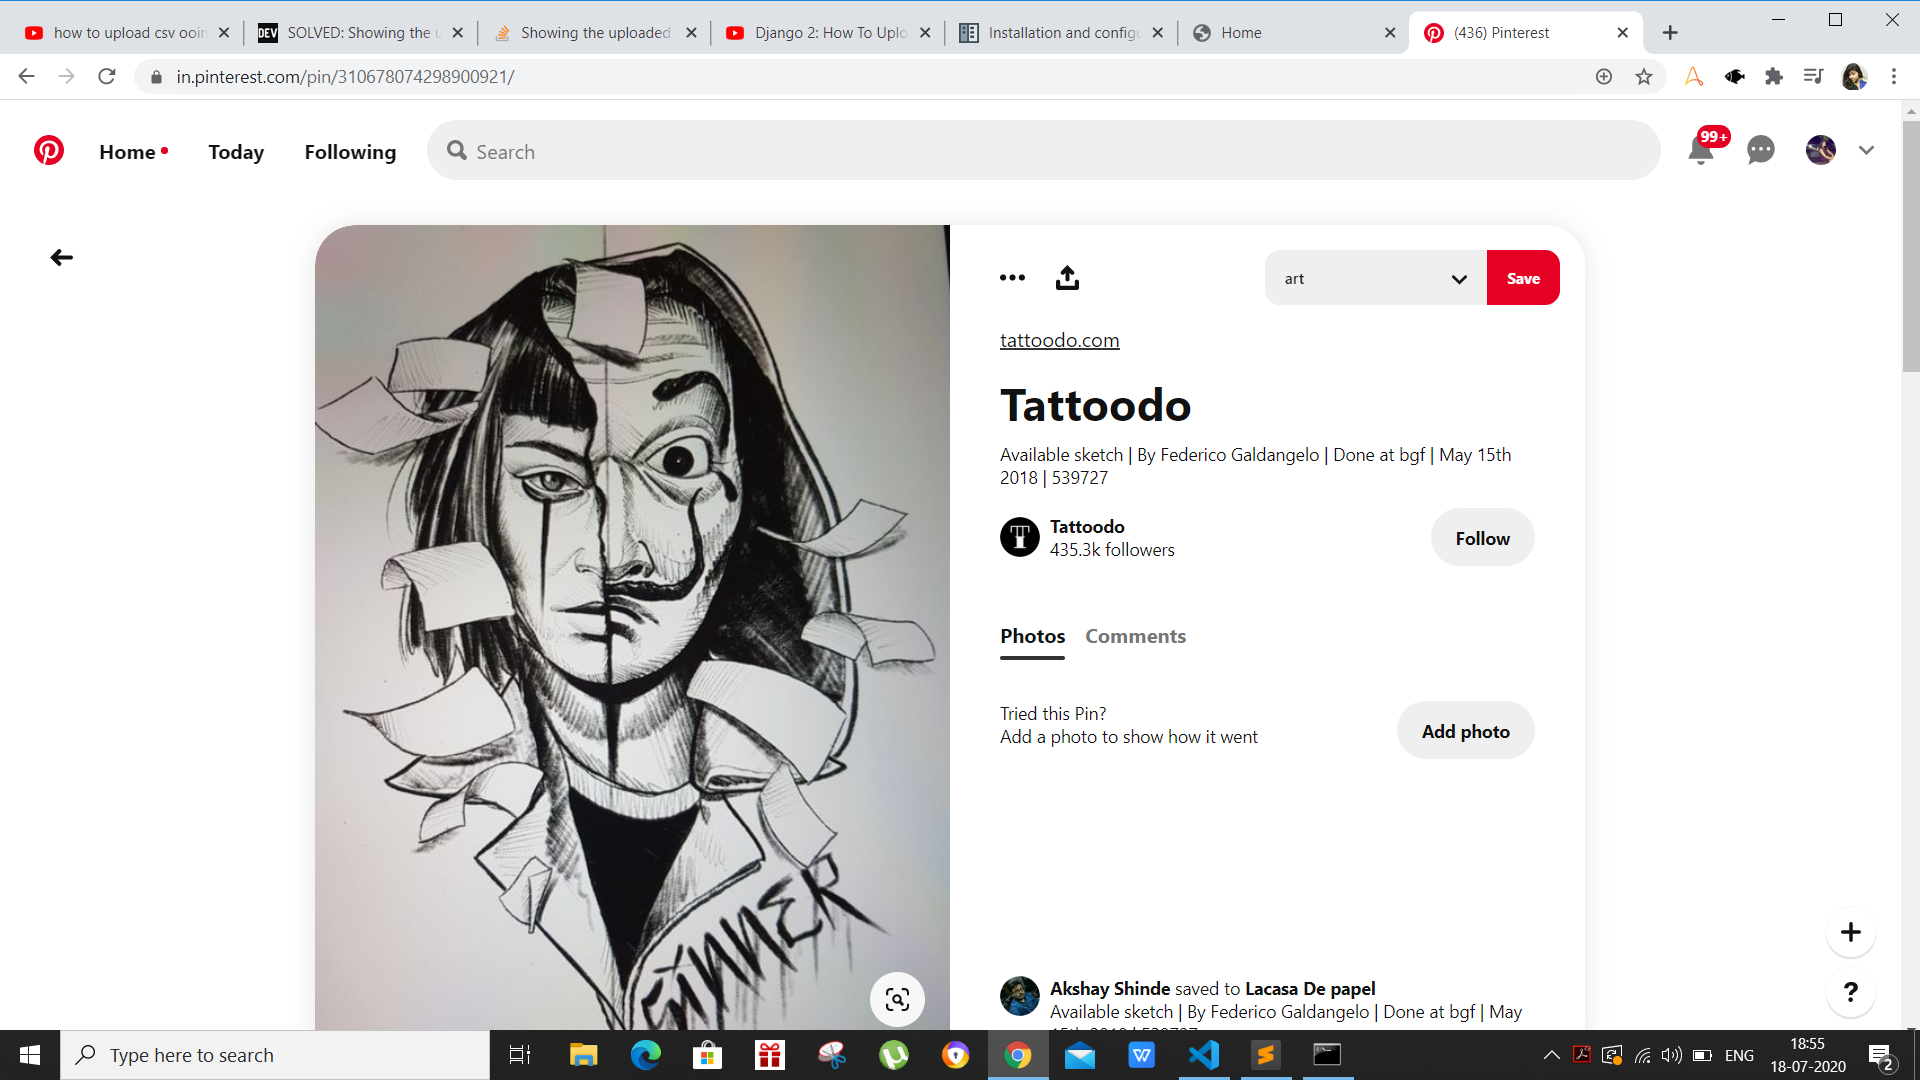 how to upload csv
SOLVED: Showing the
Showing the uploaded
Django 2: How To Uplo
Installation and configu
Home
(436) Pinterest
in.pinterest.com/pin/310678074298900921/
Home
Today
Following
Search
99+
art
Save
tattoodo.com
Tattoodo
Available sketch | By Federico Galdangelo | Done at bgf | May 15th
2018 | 539727
Tattoodo
435.3k followers
Follow
Photos
Comments
Tried this Pin?
Add a photo to show how it went
Add photo
SINNER
Akshay Shinde saved to Lacasa De papel
Available sketch | By Federico Galdangelo | Done at bgf | May
Type here to search
ENG
18:55
18-07-2020
2